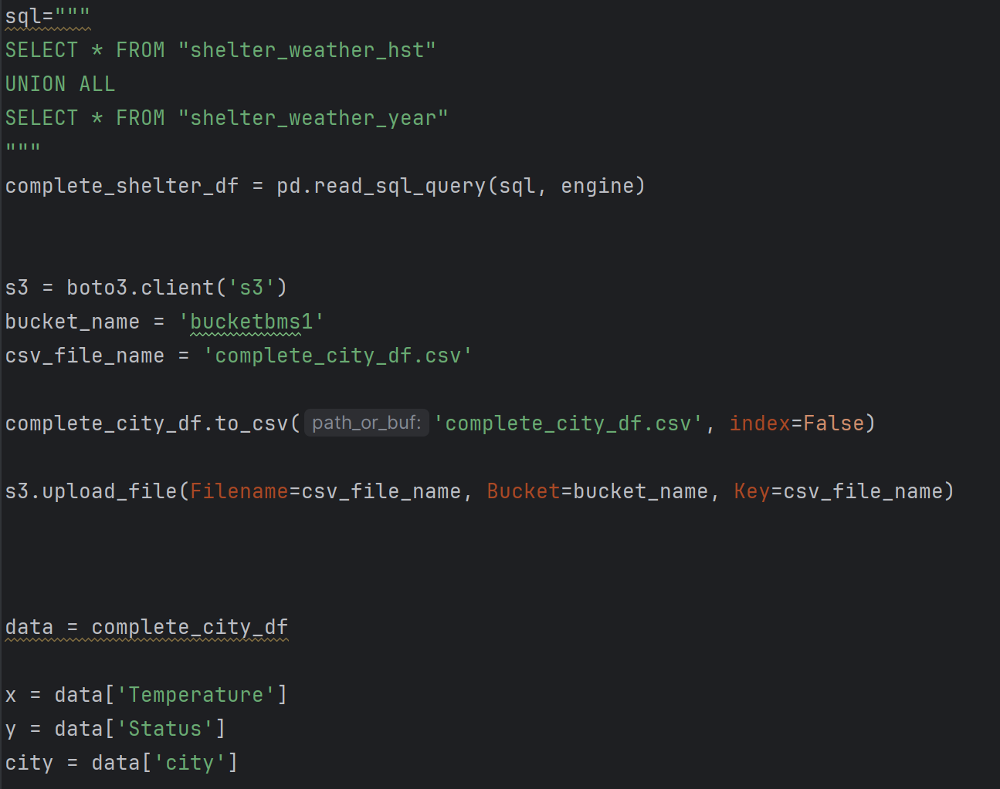 sql="""
SELECT * FROM "shelter_weather_hst"
UNION ALL
SELECT * FROM "shelter_weather_year"
"""
complete_shelter_df = pd.read_sql_query(sql, engine)
s3 = boto3.client('s3')
bucket_name = 'bucketbms1'
csv_file_name = 'complete_city_df.csv'
complete_city_df.to_csv( path_or_buf: 'complete_city_df.csv', index=False)
s3.upload_file(Filename=csv_file_name, Bucket=bucket_name, Key=csv_file_name)
data = complete_city_df
x = data['Temperature']
y = data['Status']
city = data['city']